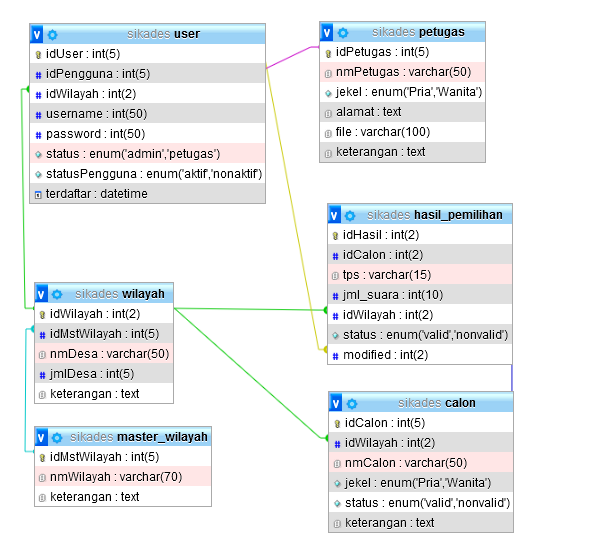 v sikades user
idUser : int(5)
idPengguna : int(5)
idWilayah : int(2)
username : int(50)
password : int(50)
status : enum('admin','petugas')
statusPengguna : enum('aktif','nonaktif')
terdaftar : datetime
v sikades petugas
idPetugas : int(5)
nmPetugas : varchar(50)
jekel : enum('Pria','Wanita')
alamat : text
file : varchar(100)
keterangan : text
v sikades hasil_pemilihan
idHasil : int(2)
idCalon : int(2)
tps : varchar(15)
jml_suara : int(10)
idWilayah : int(2)
status : enum('valid','nonvalid')
modified : int(2)
v sikades wilayah
idWilayah : int(2)
idMstWilayah : int(5)
nmDesa : varchar(50)
jmlDesa : int(5)
keterangan : text
v sikades calon
idCalon : int(5)
idWilayah : int(2)
nmCalon : varchar(50)
jekel : enum('Pria','Wanita')
status : enum('valid','nonvalid')
keterangan : text
v sikades master_wilayah
idMstWilayah : int(5)
nmWilayah : varchar(70)
keterangan : text